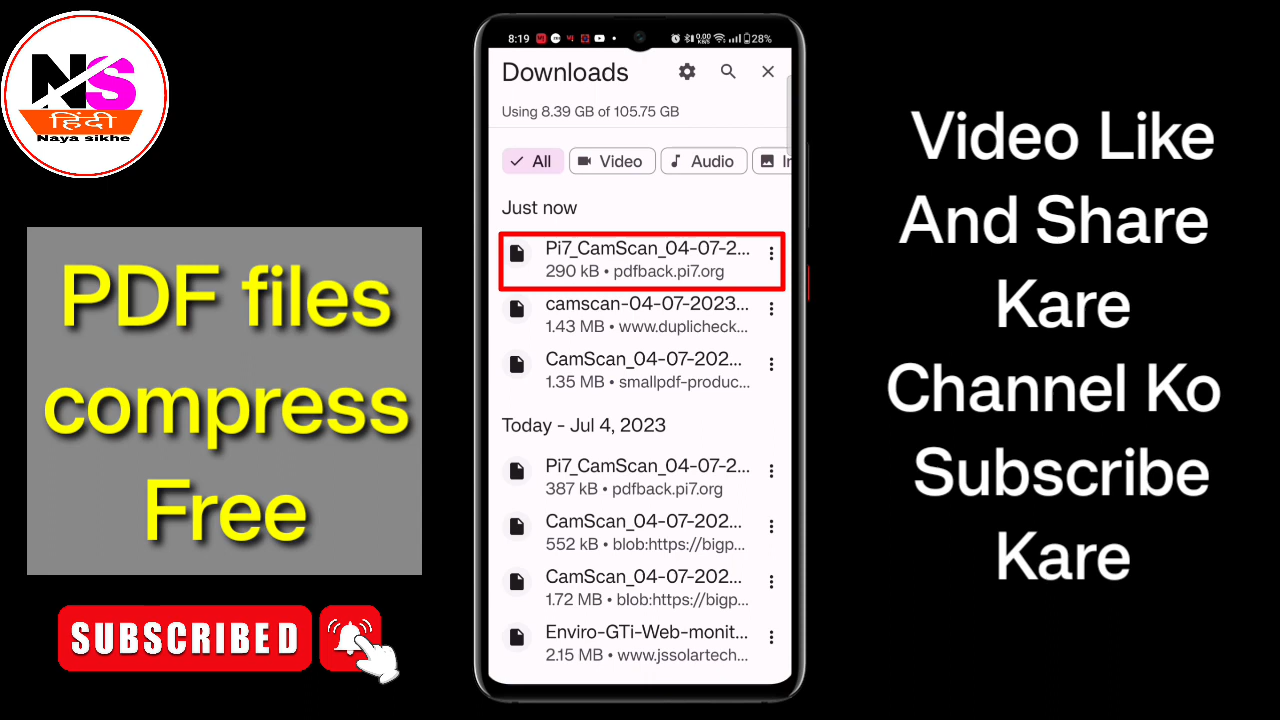 NS
हिंदी
Naya sikhe
PDF files
compress
Free
SUBSCRIBED
8:19
0.00
KB/S
28%
Downloads
Using 8.39 GB of 105.75 GB
All
Video
Audio
Just now
Pi7_CamScan_04-07-2...
290 kB • pdfback.pi7.org
camscan-04-07-2023...
1.43 MB • www.duplicheck...
CamScan_04-07-202...
1.35 MB • smallpdf-produc...
Today - Jul 4, 2023
Pi7_CamScan_04-07-2...
387 kB • pdfback.pi7.org
CamScan_04-07-202...
552 kB • blob:https://bigp...
CamScan_04-07-202...
1.72 MB • blob:https://bigp...
Enviro-GTi-Web-monit...
2.15 MB • www.jssolartech...
Video Like
And Share
Kare
Channel Ko
Subscribe
Kare